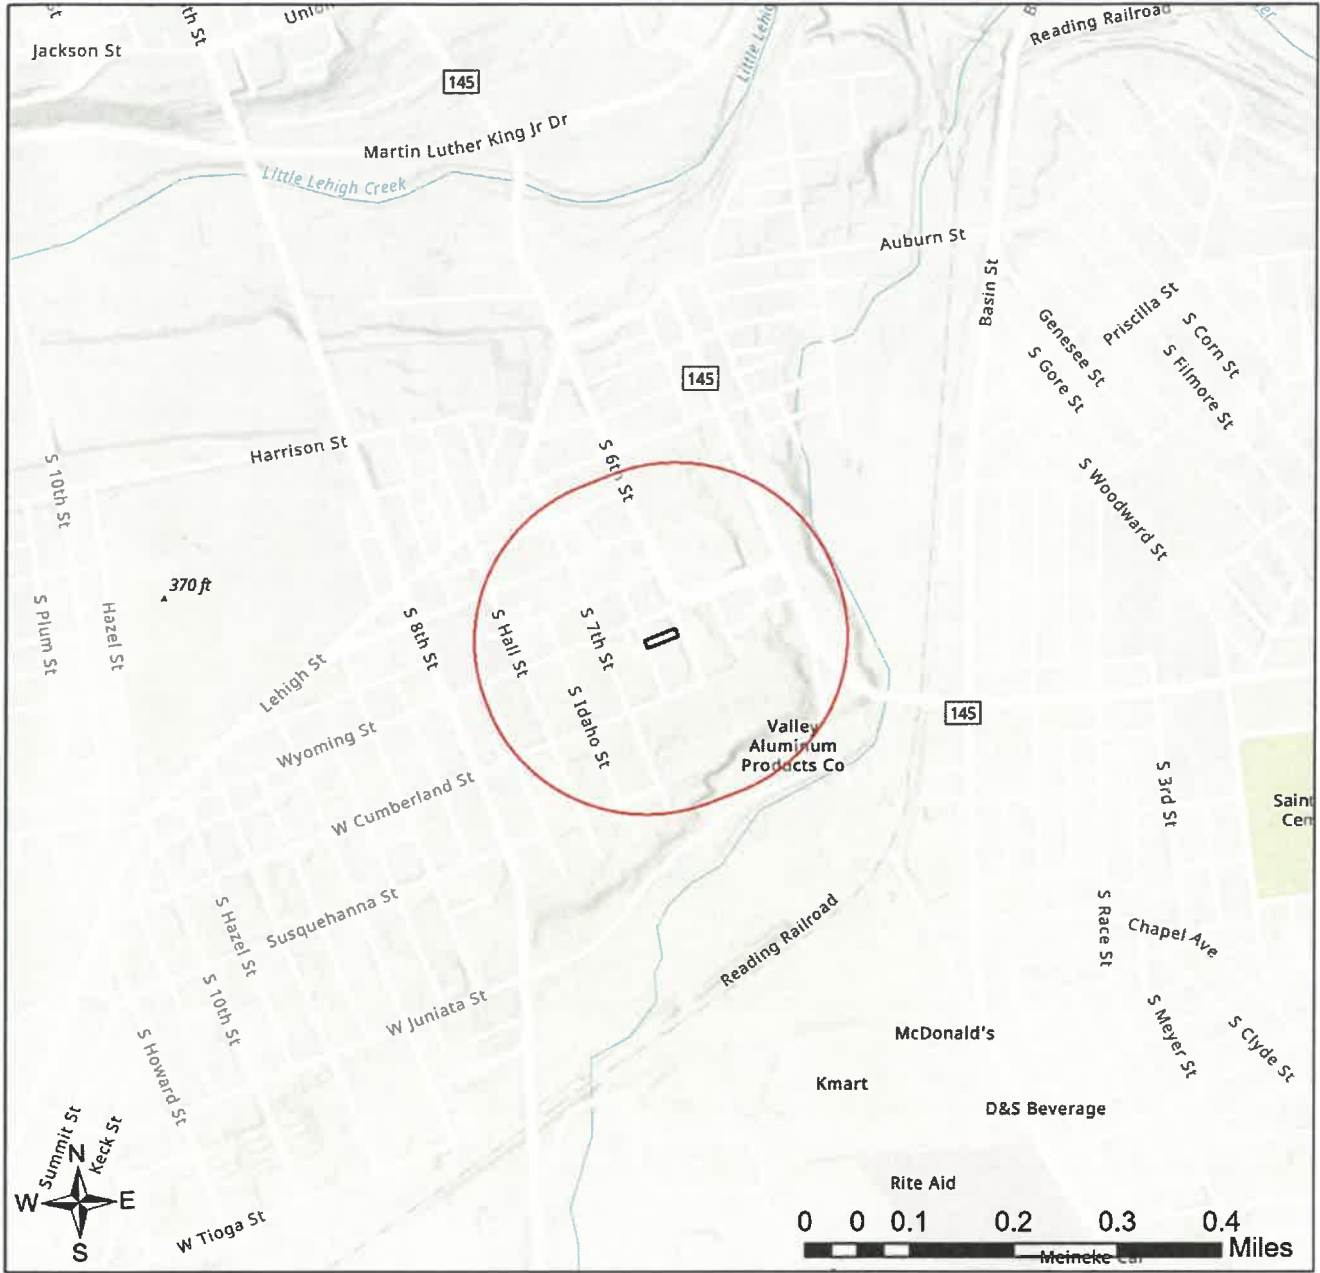 th St
Union
Jackson St
145
Reading Railroad
Martin Luther King Jr Dr
Little Lehigh Creek
Auburn St
Basin St
Priscilla St
Genesee St
S Corn St
S Gore St
S Filmore St
145
Harrison St
S 6th St
S 10th St
S Woodward St
370 ft
S Plum St
Hazel St
S 8th St
S Hall St
S 7th St
Lehigh St
S Idaho St
Wyoming St
145
Valley
Aluminum
Products Co
W Cumberland St
S 3rd St
Saint
Cem
S Hazel St
Susquehanna St
S Race St
Chapel Ave
Reading Railroad
S 10th St
W Juniata St
S Howard St
McDonald's
S Meyer St
S Clyde St
Kmart
D&S Beverage
Summit St
Keck St
N
W
E
S
Rite Aid
W Tioga St
0 0 0.1 0.2 0.3 0.4
Miles
Meineke Car